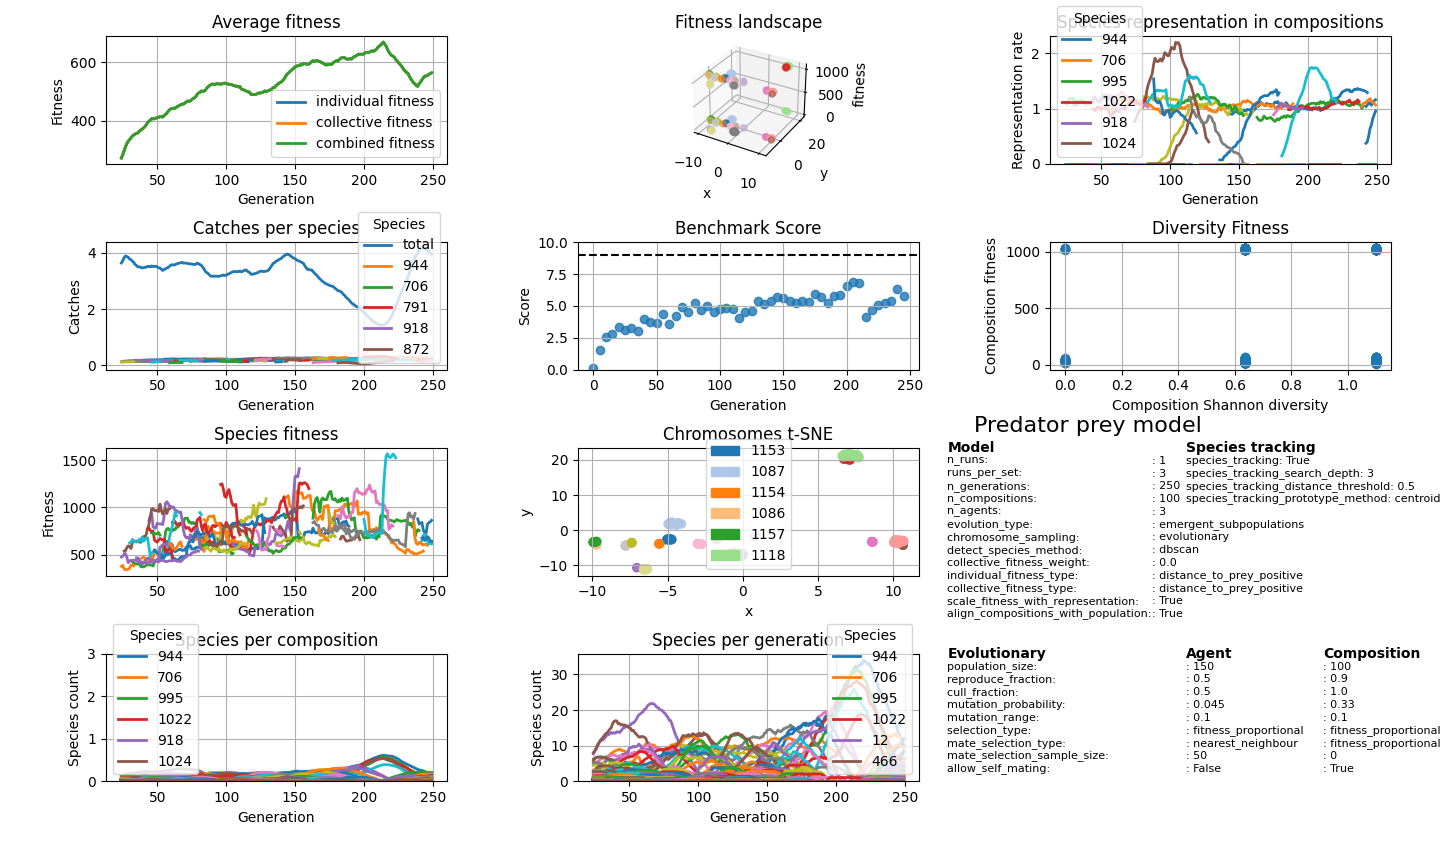 Average fitness
Fitness
600
400
individual fitness
collective fitness
combined fitness
50 100 150 200 250
Generation
Fitness landscape
1000
500
0
fitness
20
0
y
−10 0 10
x
Species representation in compositions
Representation rate
2
1
0
Species
944
706
995
1022
918
1024
50 100 150 200 250
Generation
Catches per species
Catches
4
2
0
Species
total
944
706
791
918
872
50 100 150 200 250
Generation
Benchmark Score
Score
10.0
7.5
5.0
2.5
0.0
0 50 100 150 200 250
Generation
Diversity Fitness
Composition fitness
1000
500
0
0.0 0.2 0.4 0.6 0.8 1.0
Composition Shannon diversity
Species fitness
Fitness
1500
1000
500
50 100 150 200 250
Generation
Chromosomes t-SNE
y
20
10
0
−10
1153
1087
1154
1086
1157
1118
−10 −5 0 5 10
x
Predator prey model
Model
n_runs: : 1
runs_per_set: : 3
n_generations: : 250
n_compositions: : 100
n_agents: : 3
evolution_type: : emergent_subpopulations
chromosome_sampling: : evolutionary
detect_species_method: : dbscan
collective_fitness_weight: : 0.0
individual_fitness_type: : distance_to_prey_positive
collective_fitness_type: : distance_to_prey_positive
scale_fitness_with_representation: : True
align_compositions_with_population:: True
Species tracking
species_tracking: True
species_tracking_search_depth: 3
species_tracking_distance_threshold: 0.5
species_tracking_prototype_method: centroid
Species per composition
Species count
3
2
1
0
Species
944
706
995
1022
918
1024
50 100 150 200 250
Generation
Species per generation
Species count
30
20
10
0
Species
944
706
995
1022
12
466
50 100 150 200 250
Generation
Evolutionary Agent Composition
population_size: : 150 : 100
reproduce_fraction: : 0.5 : 0.9
cull_fraction: : 0.5 : 1.0
mutation_probability: : 0.045 : 0.33
mutation_range: : 0.1 : 0.1
selection_type: : fitness_proportional : fitness_proportional
mate_selection_type: : nearest_neighbour : fitness_proportional
mate_selection_sample_size: : 50 : 0
allow_self_mating: : False : True